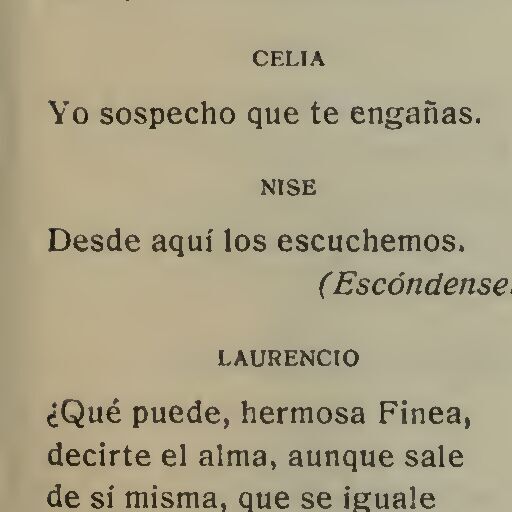 CELIA
Yo sospecho que te engañas.
NISE
Desde aquí los escuchemos.
(Escóndense.
LAURENCIO
¿Qué puede, hermosa Finea,
decirte el alma, aunque sale
de sí misma, que se iguale